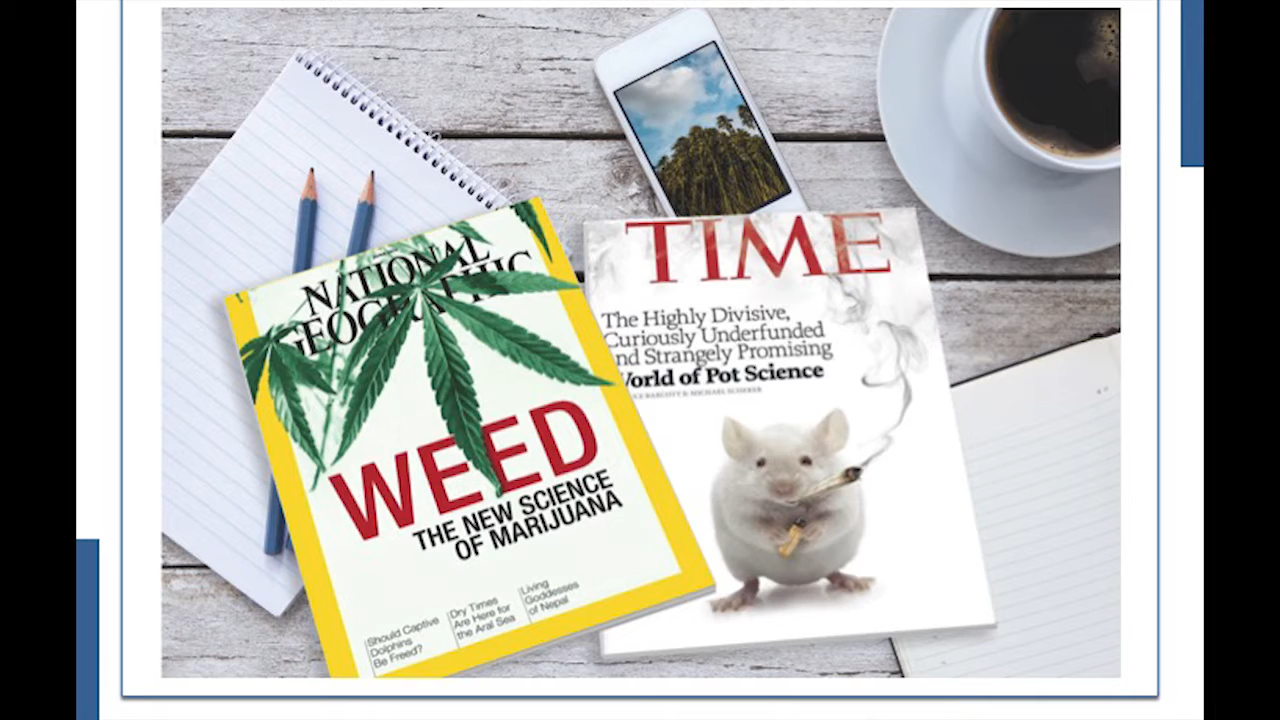 NATIONAL
GEOGRAPHIC
WEED
THE NEW SCIENCE
OF MARIJUANA
Should Captive
Dolphins
Be Freed?
Dry Times
Are Here for
the Aral Sea
Living
Goddesses
of Nepal
TIME
The Highly Divisive,
Curiously Underfunded
nd Strangely Promising
World of Pot Science